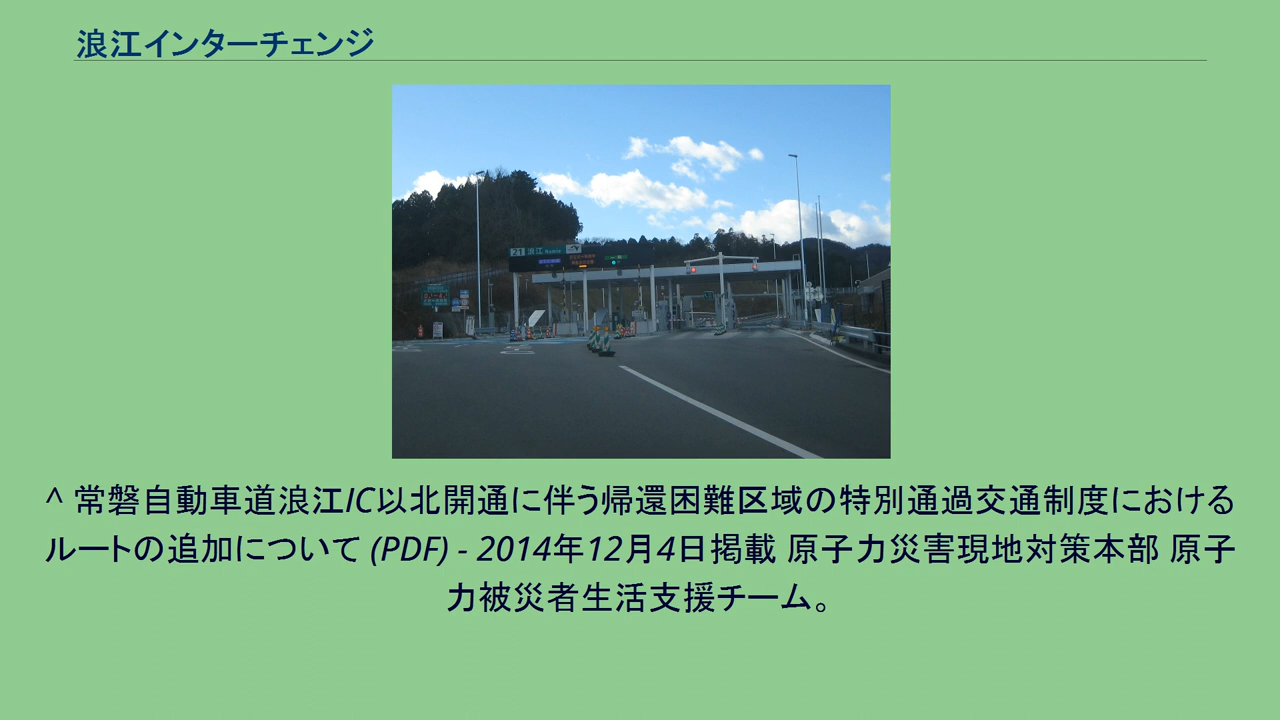 浪江インターチェンジ
21 浪江 Namie
^ 常磐自動車道浪江IC以北開通に伴う帰還困難区域の特別通過交通制度における
ルートの追加について (PDF) - 2014年12月4日掲載 原子力災害現地対策本部 原子
力被災者生活支援チーム。